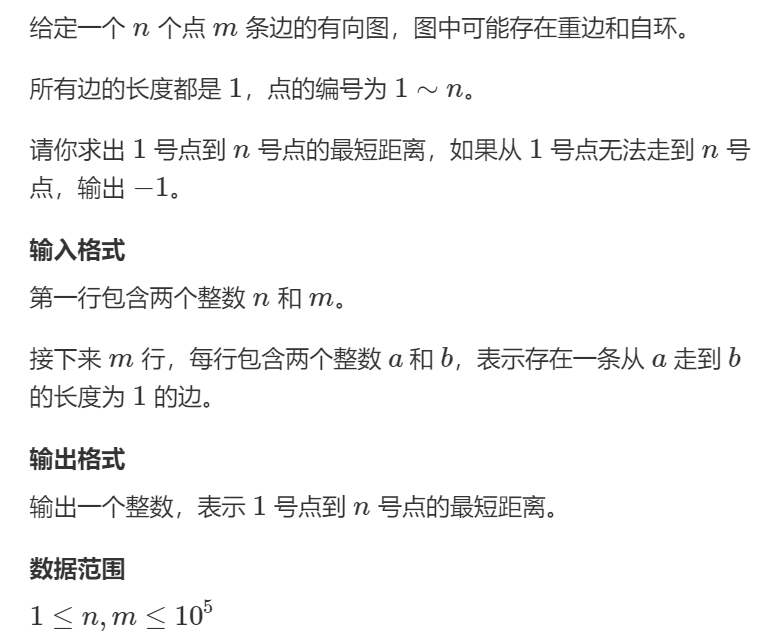 给定一个 n 个点 m 条边的有向图，图中可能存在重边和自环。
所有边的长度都是 1，点的编号为 1 ∼ n。
请你求出 1 号点到 n 号点的最短距离，如果从 1 号点无法走到 n 号
点，输出 −1。
输入格式
第一行包含两个整数 n 和 m。
接下来 m 行，每行包含两个整数 a 和 b，表示存在一条从 a 走到 b
的长度为 1 的边。
输出格式
输出一个整数，表示 1 号点到 n 号点的最短距离。
数据范围
1 ≤ n, m ≤ 10⁵